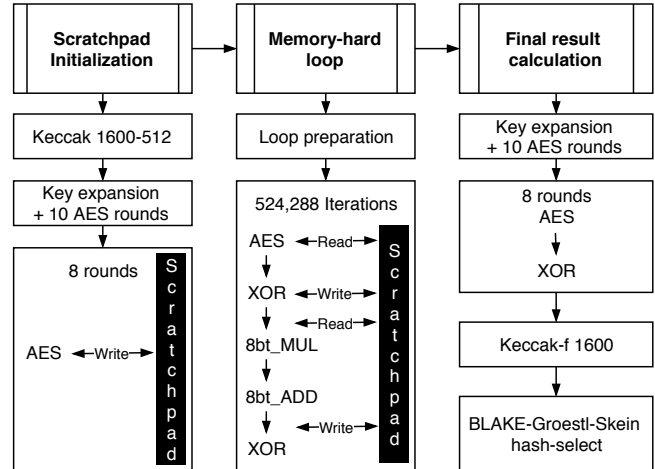 Scratchpad
Initialization
Keccak 1600-512
Key expansion
+ 10 AES rounds
8 rounds
AES
Write
Scratchpad
Memory-hard
loop
Loop preparation
524,288 Iterations
AES
Read
XOR
Write
Read
8bt_MUL
8bt_ADD
Write
XOR
Scratchpad
Final result
calculation
Key expansion
+ 10 AES rounds
8 rounds
AES
XOR
Keccak-f 1600
BLAKE-Groestl-Skein
hash-select